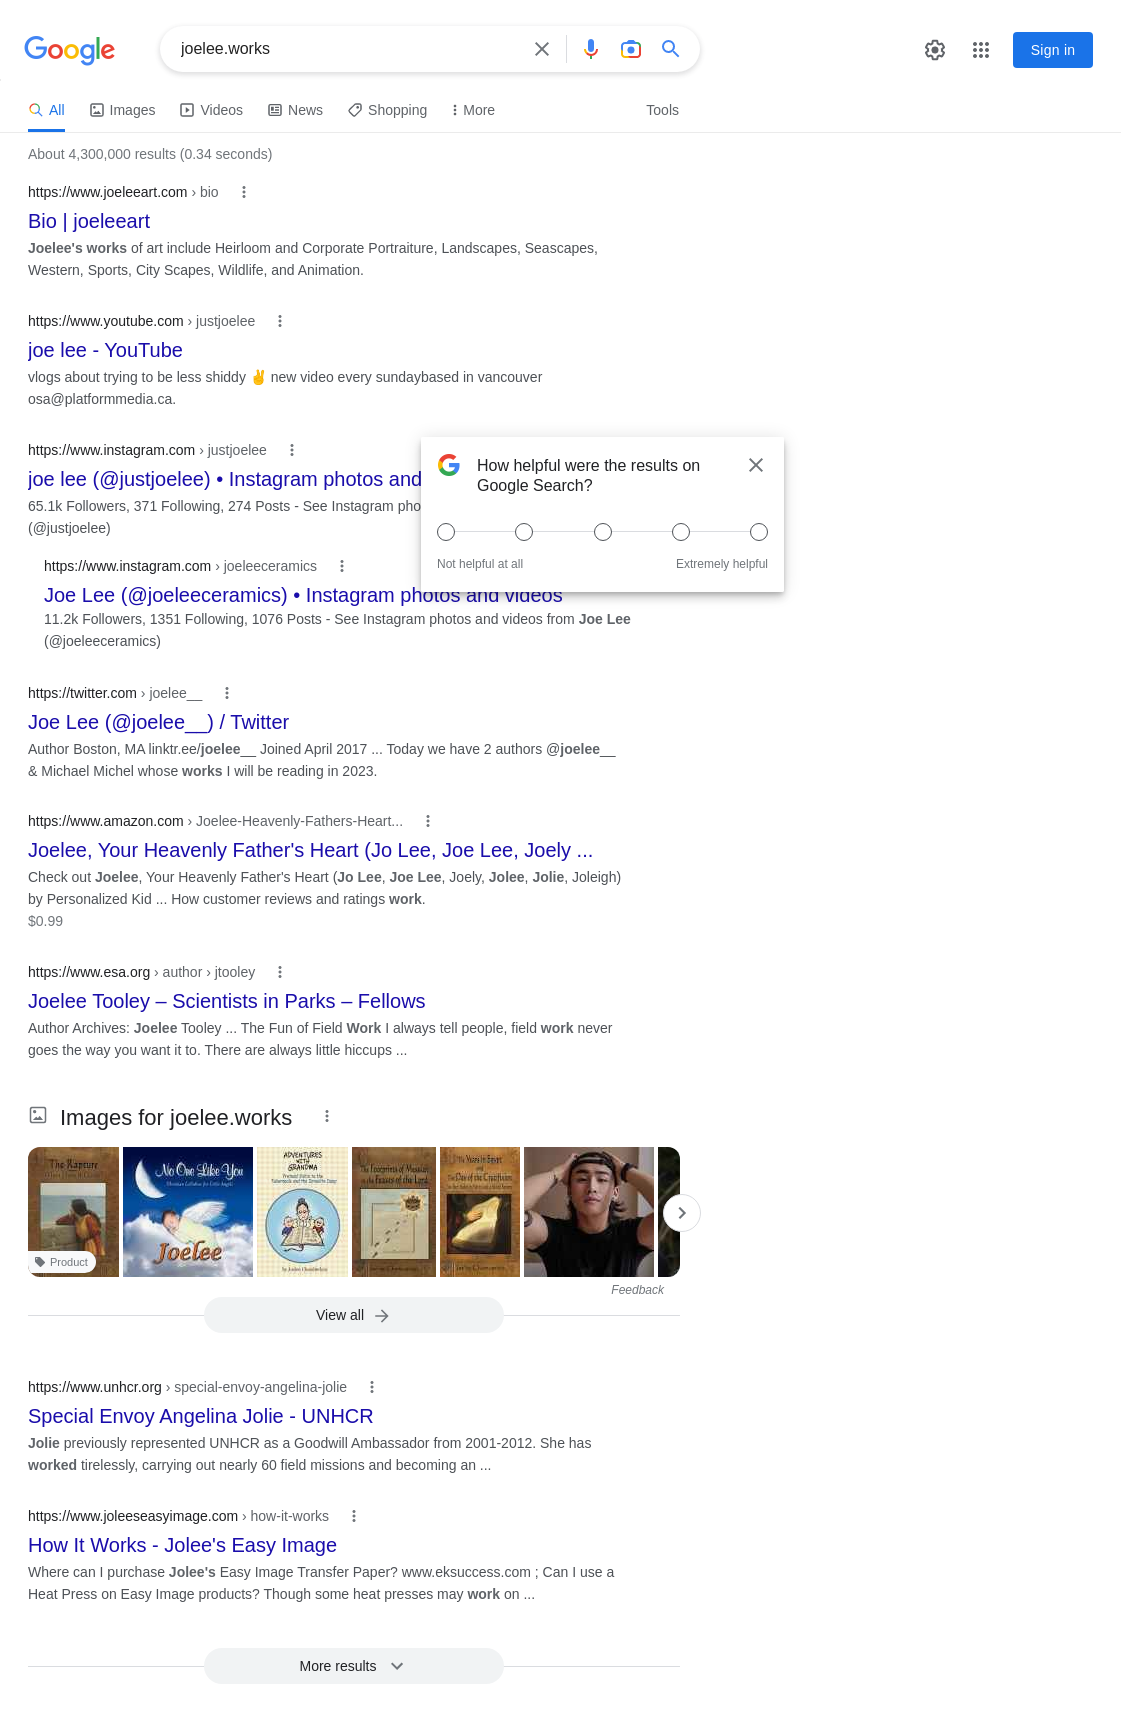 Google
joelee.works
Sign in
All
Images
Videos
News
Shopping
More
Tools
About 4,300,000 results (0.34 seconds)
https://www.joeleeart.com › bio
Bio | joeleeart
Joelee's works of art include Heirloom and Corporate Portraiture, Landscapes, Seascapes,
Western, Sports, City Scapes, Wildlife, and Animation.
https://www.youtube.com › justjoelee
joe lee - YouTube
vlogs about trying to be less shiddy ✌️ new video every sundaybased in vancouver
osa@platformmedia.ca.
https://www.instagram.com › justjoelee
joe lee (@justjoelee) • Instagram photos and
65.1k Followers, 371 Following, 274 Posts - See Instagram pho
(@justjoelee)
How helpful were the results on
Google Search?
Not helpful at all
Extremely helpful
https://www.instagram.com › joeleeceramics
Joe Lee (@joeleeceramics) • Instagram photos and videos
11.2k Followers, 1351 Following, 1076 Posts - See Instagram photos and videos from Joe Lee
(@joeleeceramics)
https://twitter.com › joelee__
Joe Lee (@joelee__) / Twitter
Author Boston, MA linktr.ee/joelee__ Joined April 2017 ... Today we have 2 authors @joelee__
& Michael Michel whose works I will be reading in 2023.
https://www.amazon.com › Joelee-Heavenly-Fathers-Heart...
Joelee, Your Heavenly Father's Heart (Jo Lee, Joe Lee, Joely ...
Check out Joelee, Your Heavenly Father's Heart (Jo Lee, Joe Lee, Joely, Jolee, Jolie, Joleigh)
by Personalized Kid ... How customer reviews and ratings work.
$0.99
https://www.esa.org › author › jtooley
Joelee Tooley – Scientists in Parks – Fellows
Author Archives: Joelee Tooley ... The Fun of Field Work I always tell people, field work never
goes the way you want it to. There are always little hiccups ...
Images for joelee.works
The Rapture
Product
No One Like You
Joelee
ADVENTURES
WITH
GRANDMA
The Footprints of Messiah
in the Feasts of the Lord
The Years in Egypt
and
The Day of the Crucifixion
Feedback
View all
https://www.unhcr.org › special-envoy-angelina-jolie
Special Envoy Angelina Jolie - UNHCR
Jolie previously represented UNHCR as a Goodwill Ambassador from 2001-2012. She has
worked tirelessly, carrying out nearly 60 field missions and becoming an ...
https://www.joleeseasyimage.com › how-it-works
How It Works - Jolee's Easy Image
Where can I purchase Jolee's Easy Image Transfer Paper? www.eksuccess.com ; Can I use a
Heat Press on Easy Image products? Though some heat presses may work on ...
More results